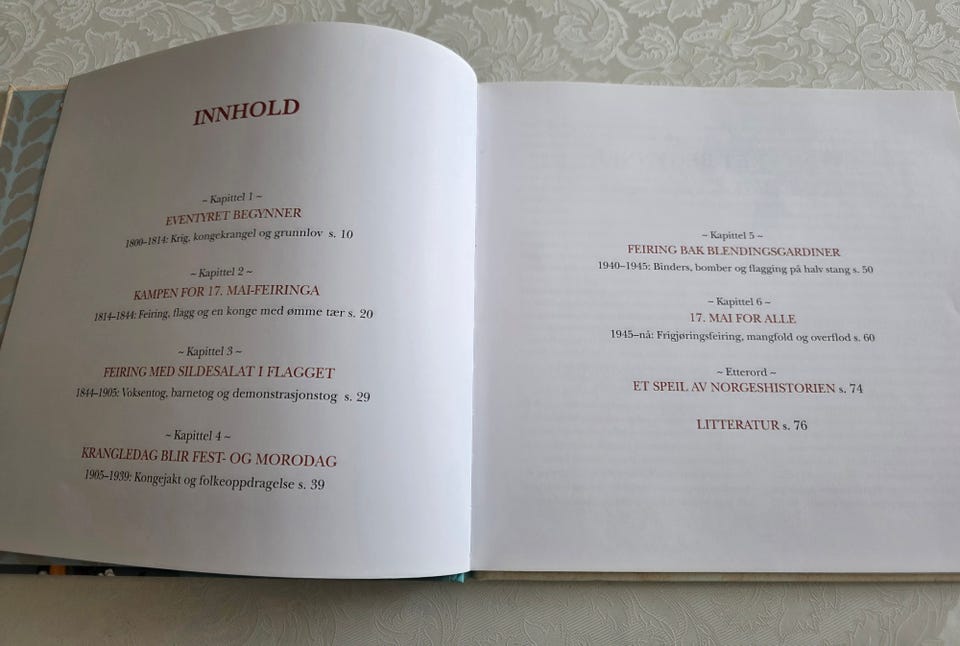 INNHOLD
~ Kapittel 1 ~
EVENTYRET BEGYNNER
1800–1814: Krig, kongekrangel og grunnlov s. 10
~ Kapittel 2 ~
KAMPEN FOR 17. MAI-FEIRINGA
1814–1844: Feiring, flagg og en konge med ømme tær s. 20
~ Kapittel 3 ~
FEIRING MED SILDESALAT I FLAGGET
1844–1905: Voksentog, barnetog og demonstrasjonstog s. 29
~ Kapittel 4 ~
KRANGLEDAG BLIR FEST- OG MORODAG
1905–1939: Kongejakt og folkeoppdragelse s. 39
~ Kapittel 5 ~
FEIRING BAK BLENDINGSGARDINER
1940–1945: Binders, bomber og flagging på halv stang s. 50
~ Kapittel 6 ~
17. MAI FOR ALLE
1945–nå: Frigjøringsfeiring, mangfold og overflod s. 60
~ Etterord ~
ET SPEIL AV NORGESHISTORIEN s. 74
LITTERATUR s. 76